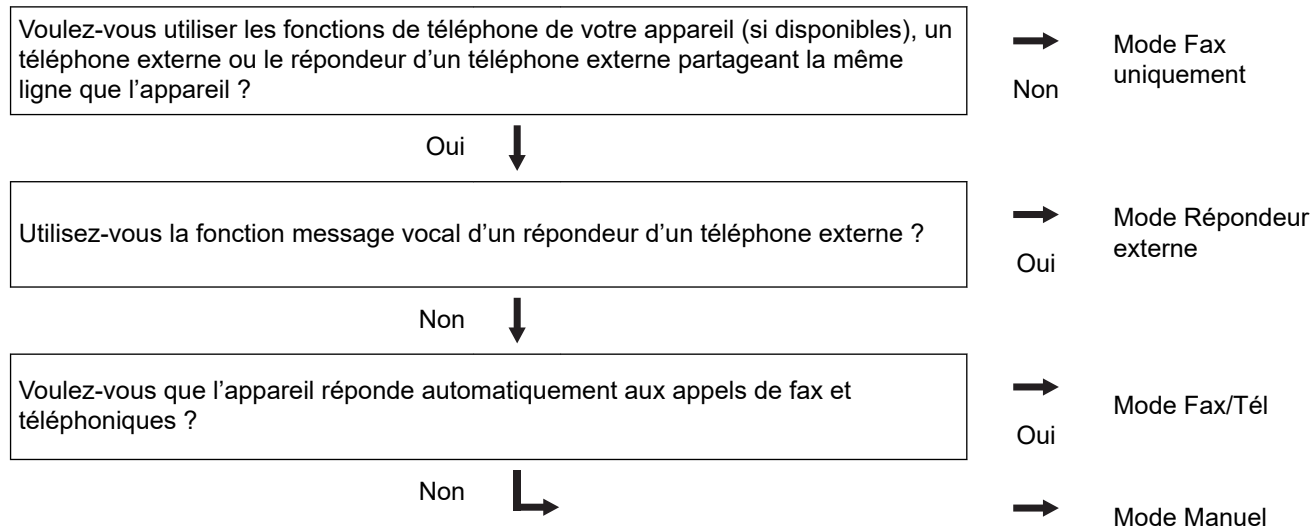 Voulez-vous utiliser les fonctions de téléphone de votre appareil (si disponibles), un
téléphone externe ou le répondeur d’un téléphone externe partageant la même
ligne que l’appareil ?
Non
Mode Fax
uniquement
Oui
Utilisez-vous la fonction message vocal d’un répondeur d’un téléphone externe ?
Oui
Mode Répondeur
externe
Non
Voulez-vous que l’appareil réponde automatiquement aux appels de fax et
téléphoniques ?
Oui
Mode Fax/Tél
Non
Mode Manuel